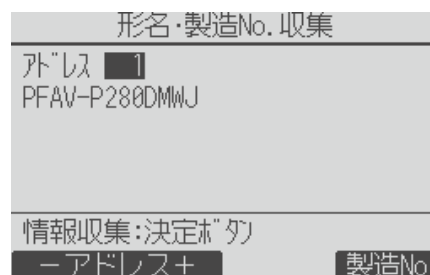 形名・製造No.収集
ｱﾄﾞﾚｽ 1
PFAV-P280DMWJ
情報収集:決定ﾎﾞﾀﾝ
－アドレス＋ 製造No